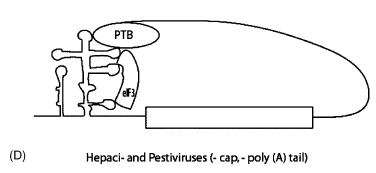 PTB
eIF3
(D) Hepaci- and Pestiviruses (- cap, - poly (A) tail)